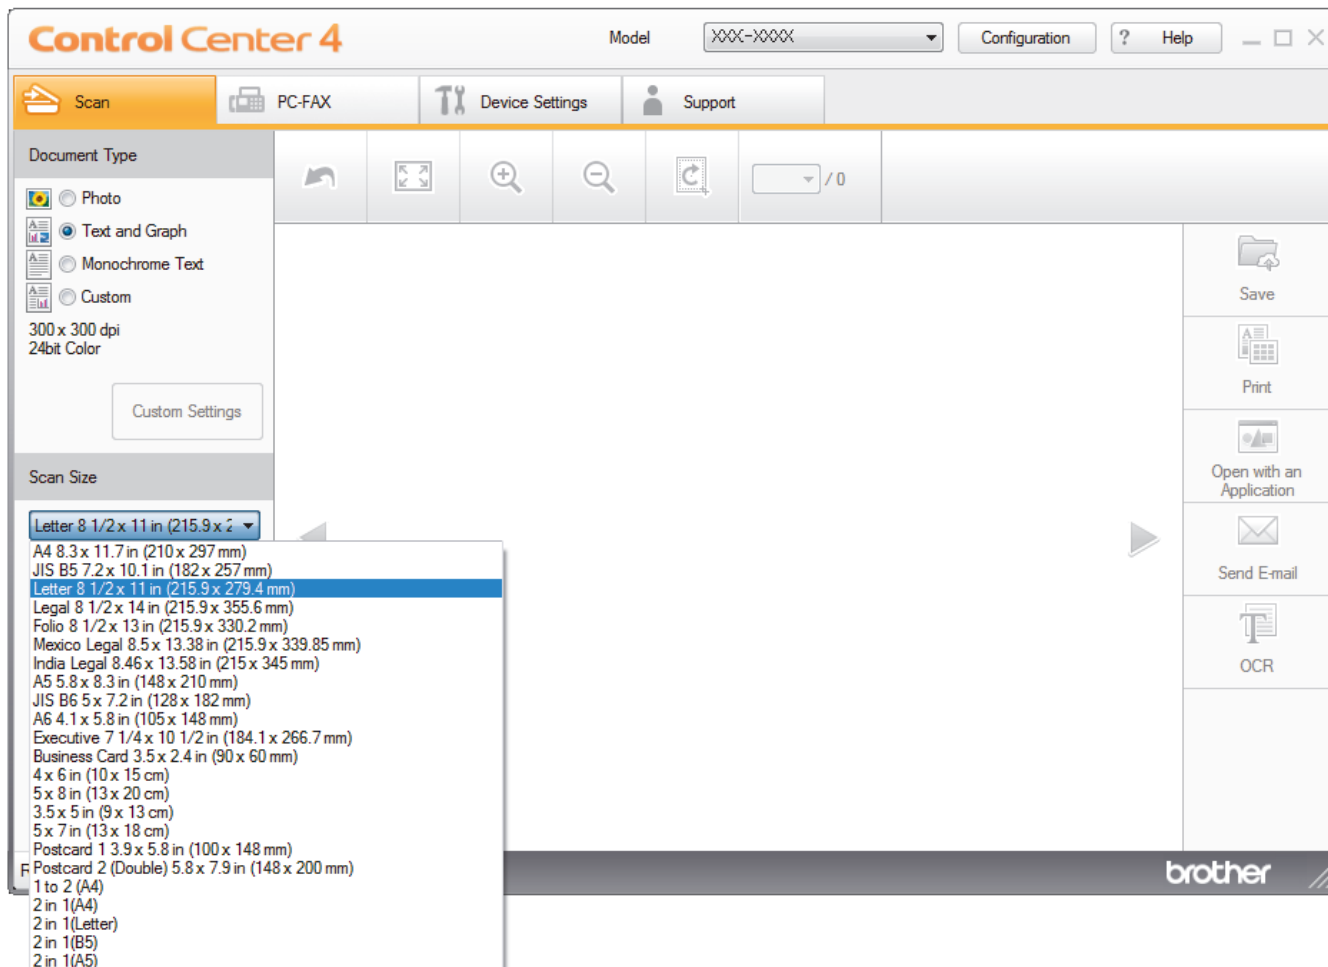 Control Center 4
Model
XXX-XXXX
Configuration
? Help
Scan
PC-FAX
Device Settings
Support
Document Type
/ 0
Photo
Text and Graph
Monochrome Text
Custom
300 x 300 dpi
24bit Color
Custom Settings
Scan Size
Letter 8 1/2 x 11 in (215.9 x 2
A4 8.3 x 11.7 in (210 x 297 mm)
JIS B5 7.2 x 10.1 in (182 x 257 mm)
Letter 8 1/2 x 11 in (215.9 x 279.4 mm)
Legal 8 1/2 x 14 in (215.9 x 355.6 mm)
Folio 8 1/2 x 13 in (215.9 x 330.2 mm)
Mexico Legal 8.5 x 13.38 in (215.9 x 339.85 mm)
India Legal 8.46 x 13.58 in (215 x 345 mm)
A5 5.8 x 8.3 in (148 x 210 mm)
JIS B6 5 x 7.2 in (128 x 182 mm)
A6 4.1 x 5.8 in (105 x 148 mm)
Executive 7 1/4 x 10 1/2 in (184.1 x 266.7 mm)
Business Card 3.5 x 2.4 in (90 x 60 mm)
4 x 6 in (10 x 15 cm)
5 x 8 in (13 x 20 cm)
3.5 x 5 in (9 x 13 cm)
5 x 7 in (13 x 18 cm)
Postcard 1 3.9 x 5.8 in (100 x 148 mm)
Postcard 2 (Double) 5.8 x 7.9 in (148 x 200 mm)
1 to 2 (A4)
2 in 1(A4)
2 in 1(Letter)
2 in 1(B5)
2 in 1(A5)
Save
Print
Open with an
Application
Send E-mail
OCR
brother